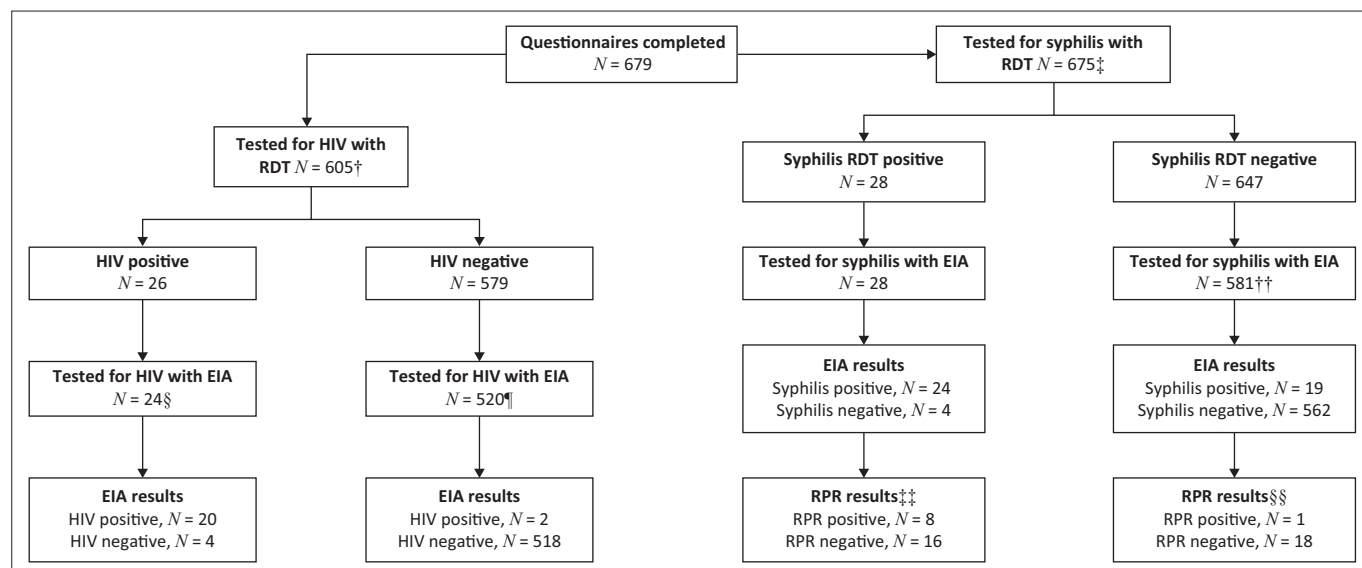 Questionnaires completed
N = 679
Tested for syphilis with
RDT N = 675‡
Tested for HIV with
RDT N = 605†
Syphilis RDT positive
N = 28
Syphilis RDT negative
N = 647
HIV positive
N = 26
HIV negative
N = 579
Tested for syphilis with EIA
N = 28
Tested for syphilis with EIA
N = 581††
Tested for HIV with EIA
N = 24§
Tested for HIV with EIA
N = 520¶
EIA results
Syphilis positive, N = 24
Syphilis negative, N = 4
EIA results
Syphilis positive, N = 19
Syphilis negative, N = 562
EIA results
HIV positive, N = 20
HIV negative, N = 4
EIA results
HIV positive, N = 2
HIV negative, N = 518
RPR results‡‡
RPR positive, N = 8
RPR negative, N = 16
RPR results§§
RPR positive, N = 1
RPR negative, N = 18